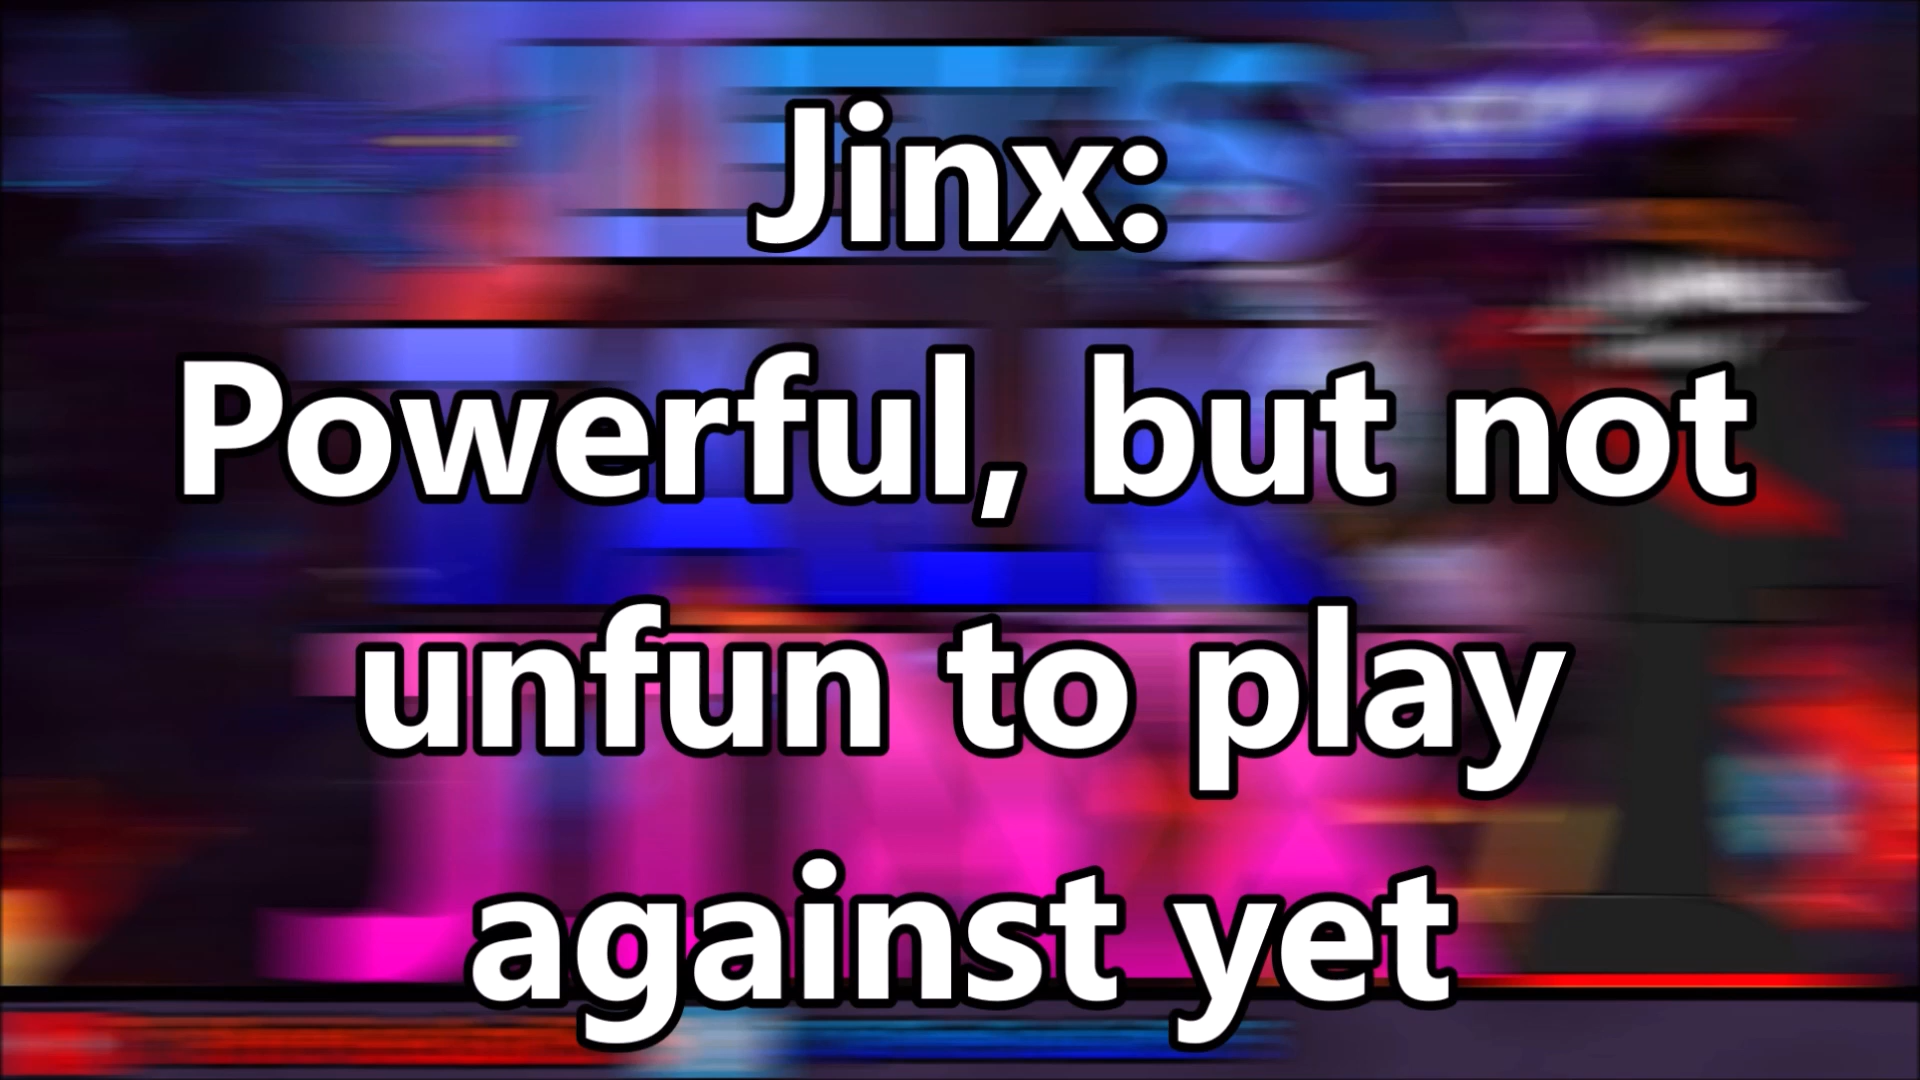 Jinx:
Powerful, but not
unfun to play
against yet